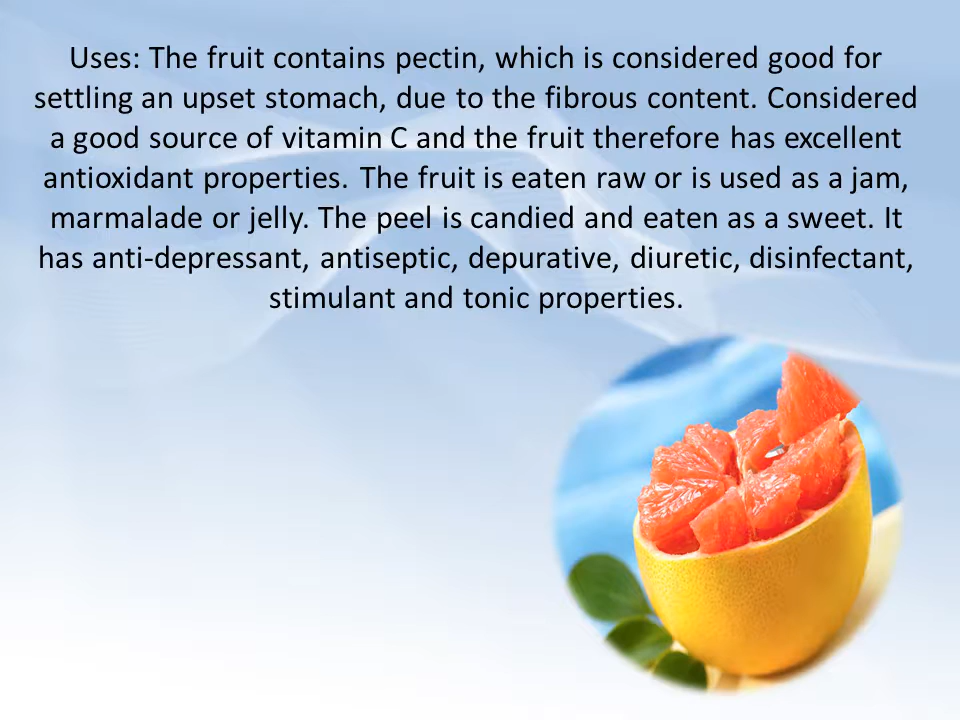 Uses: The fruit contains pectin, which is considered good for
settling an upset stomach, due to the fibrous content. Considered
a good source of vitamin C and the fruit therefore has excellent
antioxidant properties. The fruit is eaten raw or is used as a jam,
marmalade or jelly. The peel is candied and eaten as a sweet. It
has anti-depressant, antiseptic, depurative, diuretic, disinfectant,
stimulant and tonic properties.